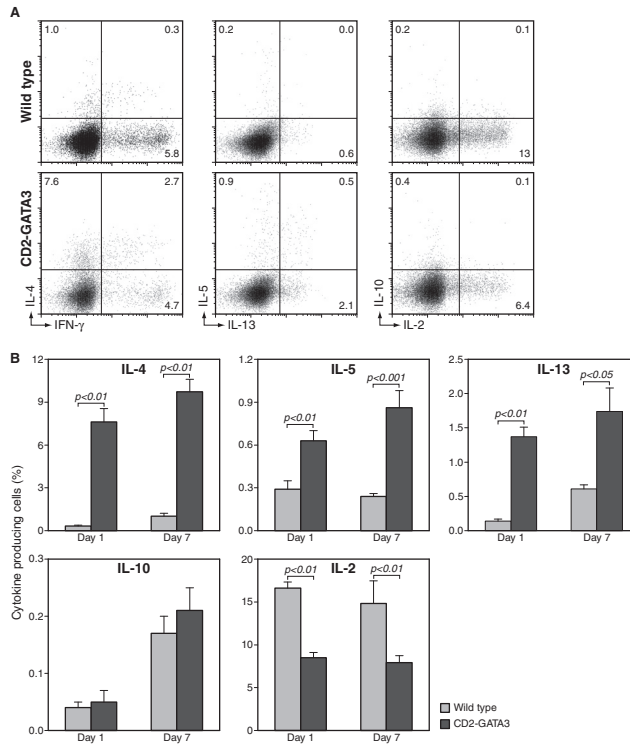 A
Wild type
1.0 0.3
5.8
0.2 0.0
0.6
0.2 0.1
13
CD2-GATA3
7.6 2.7
4.7
IL-4
IFN-γ
0.9 0.5
2.1
IL-5
IL-13
0.4 0.1
6.4
IL-10
IL-2
B
Cytokine producing cells (%)
IL-4
12
9
6
3
0
p<0.01
p<0.01
Day 1 Day 7
IL-5
1.2
0.9
0.6
0.3
0.0
p<0.01
p<0.001
Day 1 Day 7
IL-13
2.5
2.0
1.5
1.0
0.5
0.0
p<0.01
p<0.05
Day 1 Day 7
IL-10
0.3
0.2
0.1
0.0
Day 1 Day 7
IL-2
20
15
10
5
0
p<0.01
p<0.01
Day 1 Day 7
Wild type
CD2-GATA3